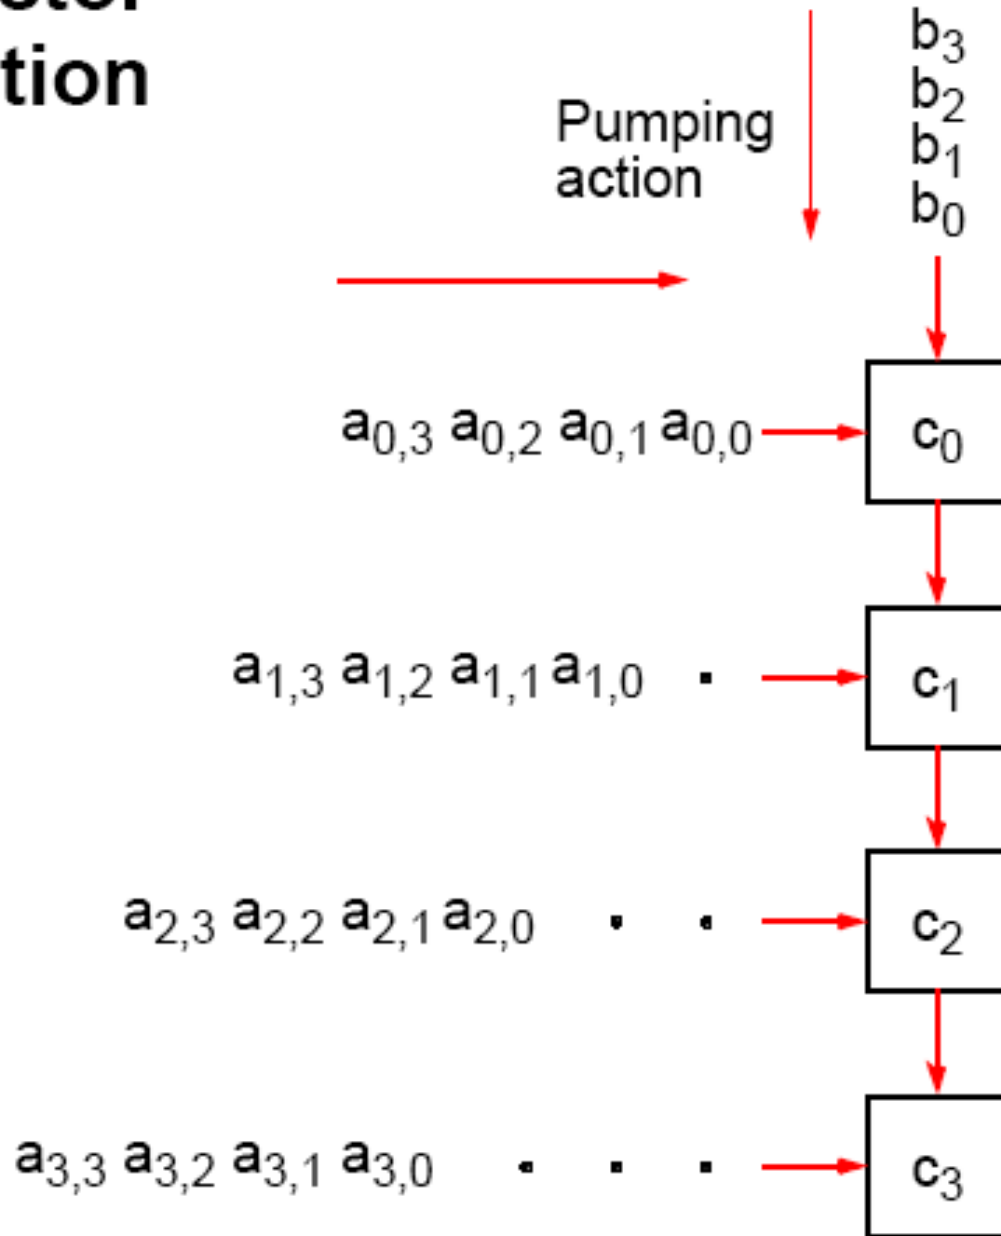 tion
b3
b2
Pumping
b1
action
b0
a0,3 a0,2 a0,1 a0,0
c0
a1,3 a1,2 a1,1 a1,0 .
c1
a2,3 a2,2 a2,1 a2,0 . .
c2
a3,3 a3,2 a3,1 a3,0 . . .
c3